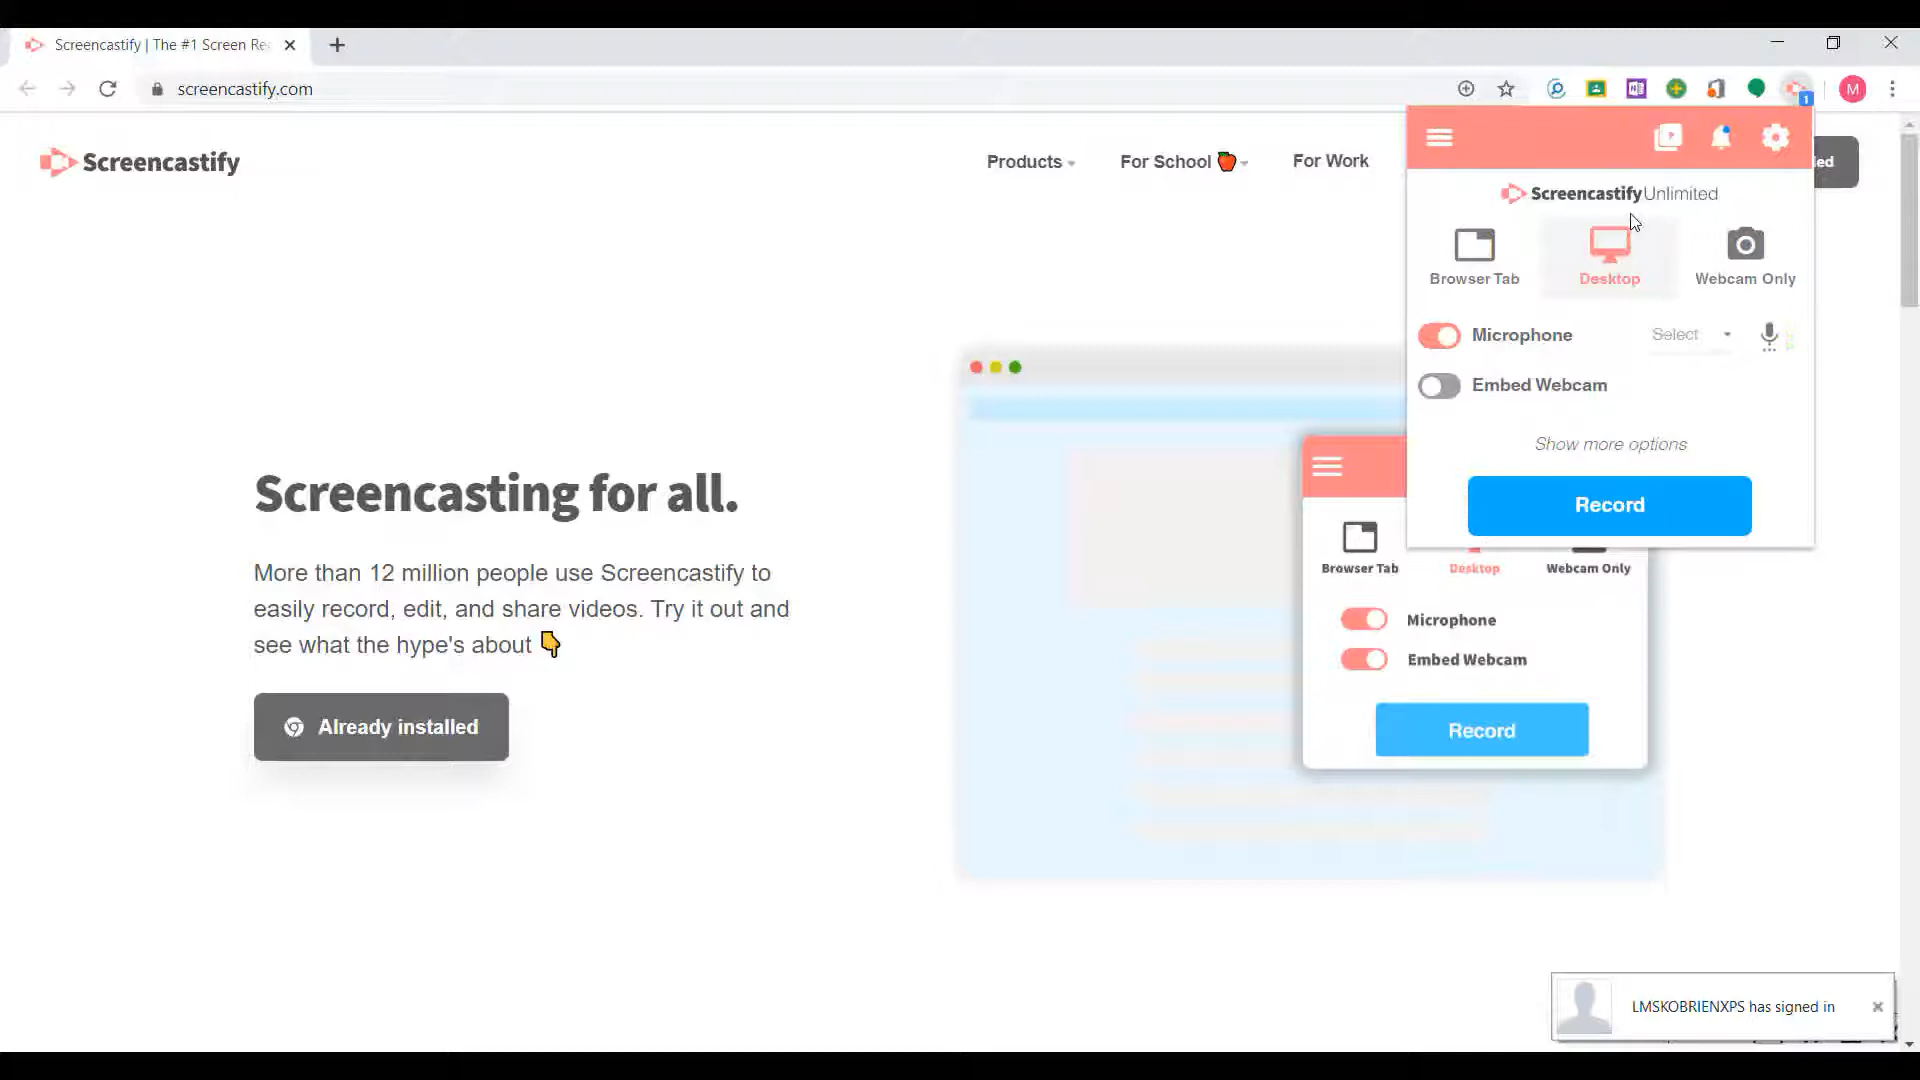 Screencastify | The #1 Screen Re
screencastify.com
M
1
Screencastify
Products
For School
For Work
led
ScreencastifyUnlimited
Browser Tab
Desktop
Webcam Only
Microphone
Select
Embed Webcam
Show more options
Record
Screencasting for all.
More than 12 million people use Screencastify to
easily record, edit, and share videos. Try it out and
see what the hype's about
Already installed
Browser Tab
Desktop
Webcam Only
Microphone
Embed Webcam
Record
LMSKOBRIENXPS has signed in